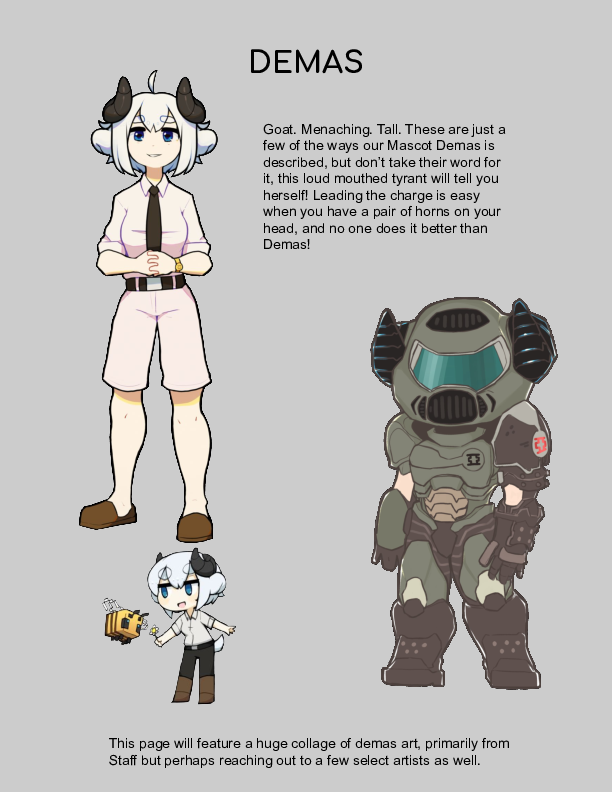 DEMAS
Goat. Menaching. Tall. These are just a
few of the ways our Mascot Demas is
described, but don't take their word for
it, this loud mouthed tyrant will tell you
herself! Leading the charge is easy
when you have a pair of horns on your
head, and no one does it better than
Demas!
This page will feature a huge collage of demas art, primarily from
Staff but perhaps reaching out to a few select artists as well.